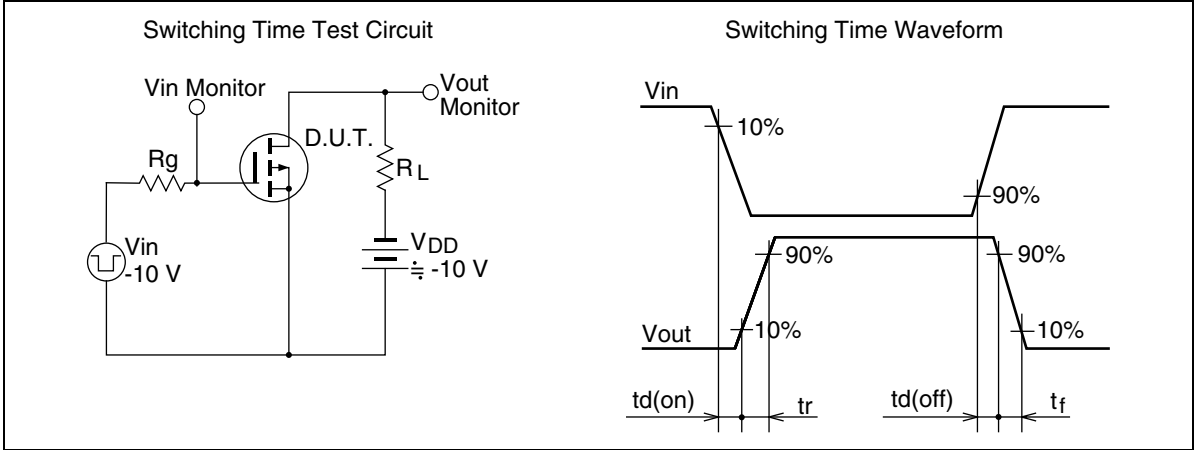 Switching Time Test Circuit
Vin Monitor
Vout
Monitor
D.U.T.
Rg
RL
Vin
-10 V
VDD
≒ -10 V
Switching Time Waveform
Vin
10%
90%
90%
90%
Vout
10%
10%
td(on)
tr
td(off)
tf